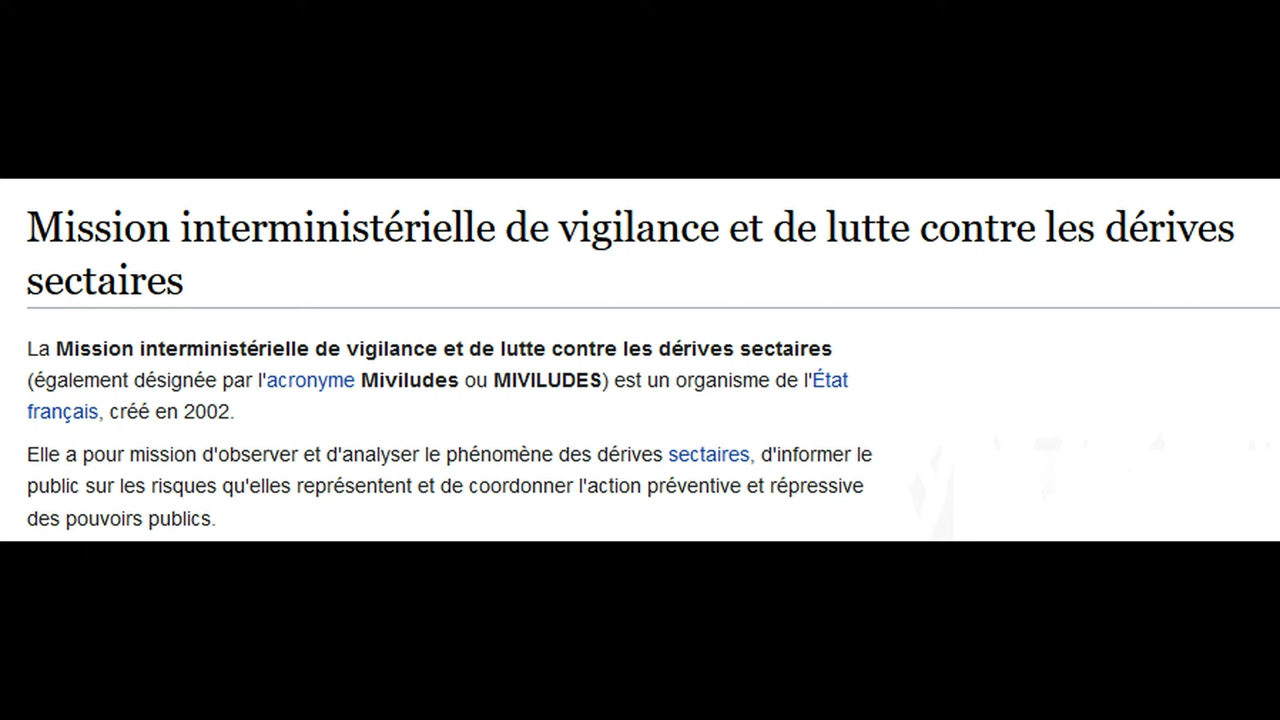 Mission interministérielle de vigilance et de lutte contre les dérives
sectaires
La Mission interministérielle de vigilance et de lutte contre les dérives sectaires
(également désignée par l'acronyme Miviludes ou MIVILUDES) est un organisme de l'État
français, créé en 2002.
Elle a pour mission d'observer et d'analyser le phénomène des dérives sectaires, d'informer le
public sur les risques qu'elles représentent et de coordonner l'action préventive et répressive
des pouvoirs publics.